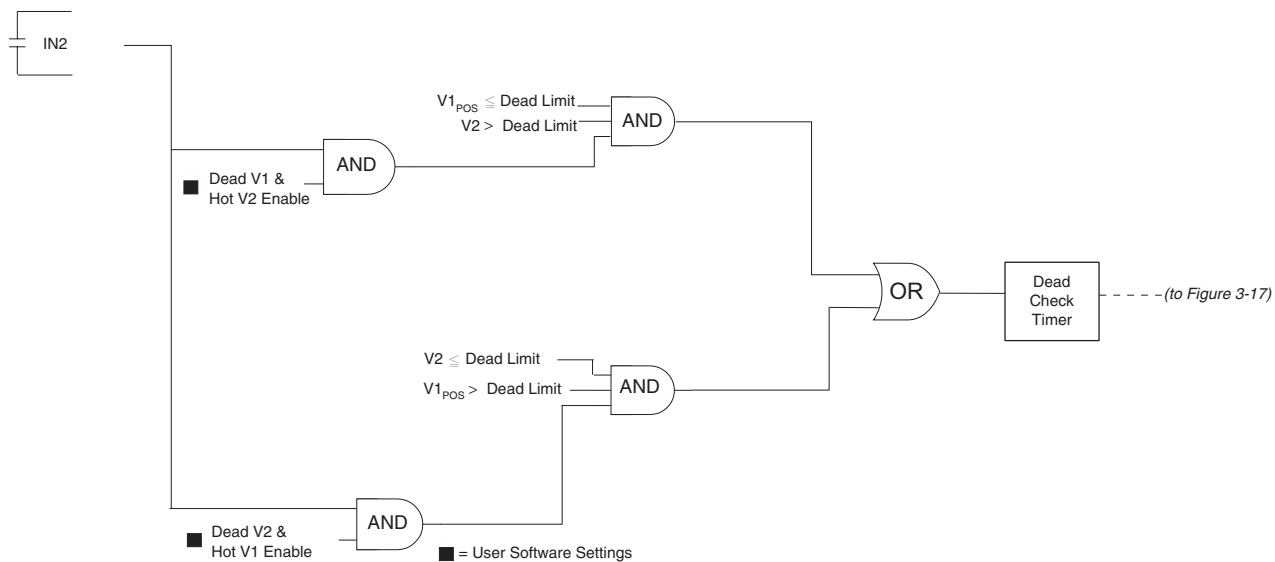 IN2
V1POS ≦ Dead Limit
V2 > Dead Limit
AND
AND
■ Dead V1 &
Hot V2 Enable
OR
Dead
Check
Timer
(to Figure 3-17)
V2 ≦ Dead Limit
V1POS > Dead Limit
AND
AND
■ Dead V2 &
Hot V1 Enable
■ = User Software Settings